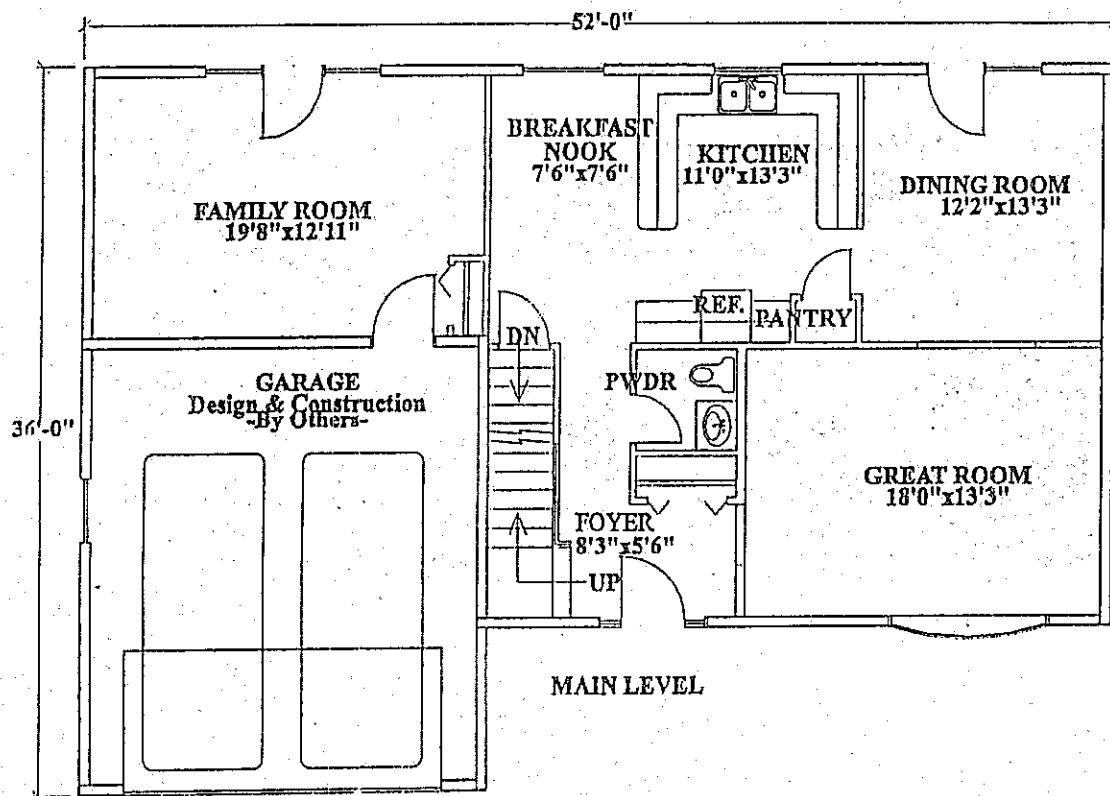 52'-0"
BREAKFAST
NOOK
7'6"x7'6"
KITCHEN
11'0"x13'3"
DINING ROOM
12'2"x13'3"
FAMILY ROOM
19'8"x12'11"
REF.
PANTRY
DN
PWDR
GARAGE
Design & Construction
-By Others-
36'-0"
GREAT ROOM
18'0"x13'3"
FOYER
8'3"x5'6"
UP
MAIN LEVEL